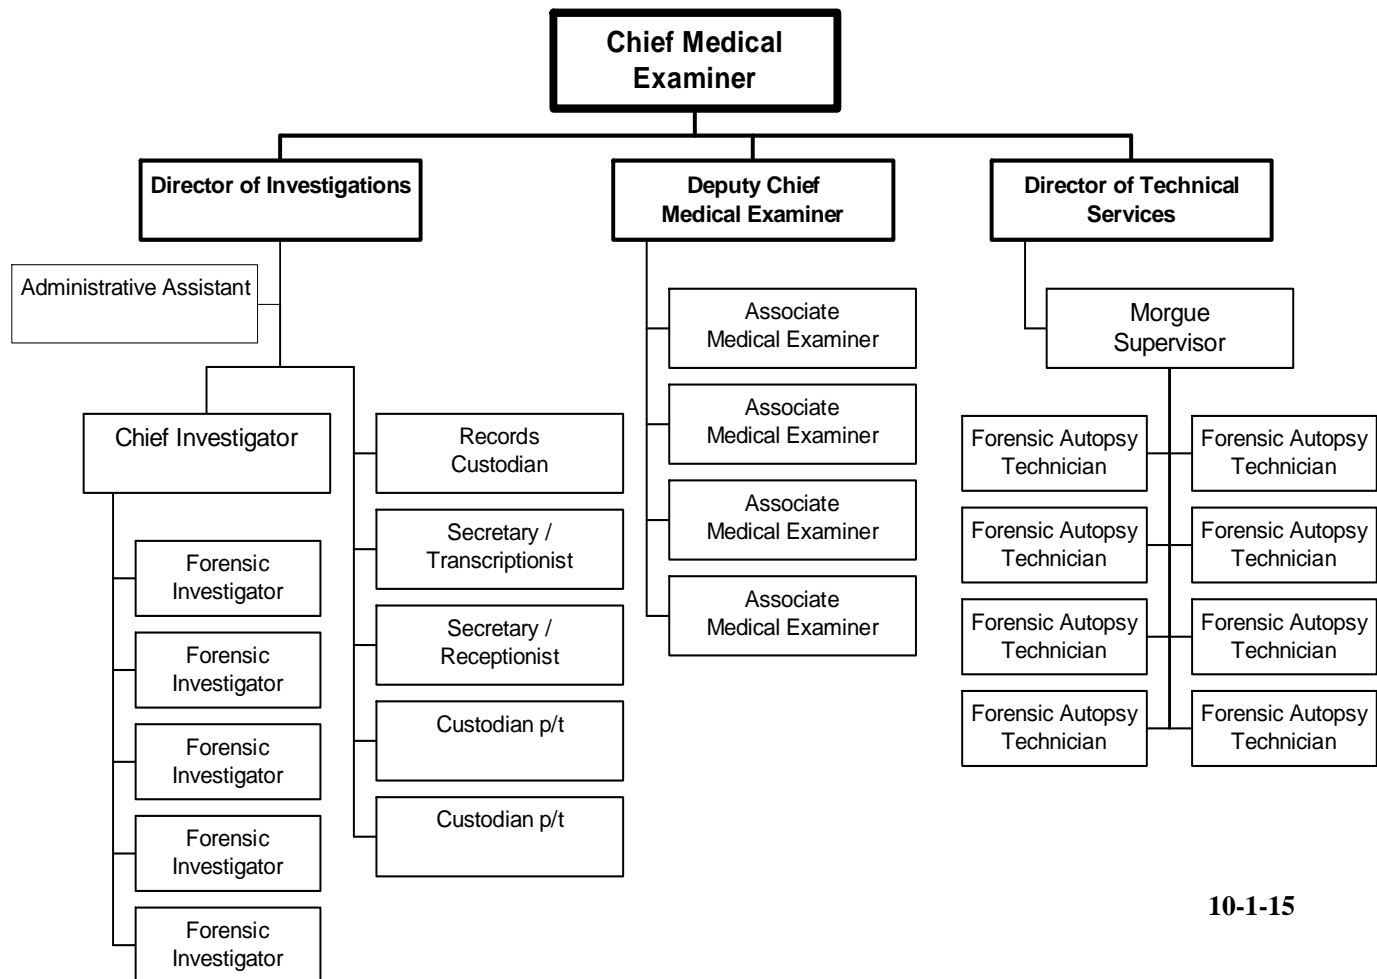 Chief Medical
Examiner
Director of Investigations
Deputy Chief
Medical Examiner
Director of Technical
Services
Administrative Assistant
Chief Investigator
Forensic
Investigator
Forensic
Investigator
Forensic
Investigator
Forensic
Investigator
Forensic
Investigator
Records
Custodian
Secretary /
Transcriptionist
Secretary /
Receptionist
Custodian p/t
Custodian p/t
Associate
Medical Examiner
Associate
Medical Examiner
Associate
Medical Examiner
Associate
Medical Examiner
Morgue
Supervisor
Forensic Autopsy
Technician
Forensic Autopsy
Technician
Forensic Autopsy
Technician
Forensic Autopsy
Technician
Forensic Autopsy
Technician
Forensic Autopsy
Technician
Forensic Autopsy
Technician
Forensic Autopsy
Technician
10-1-15